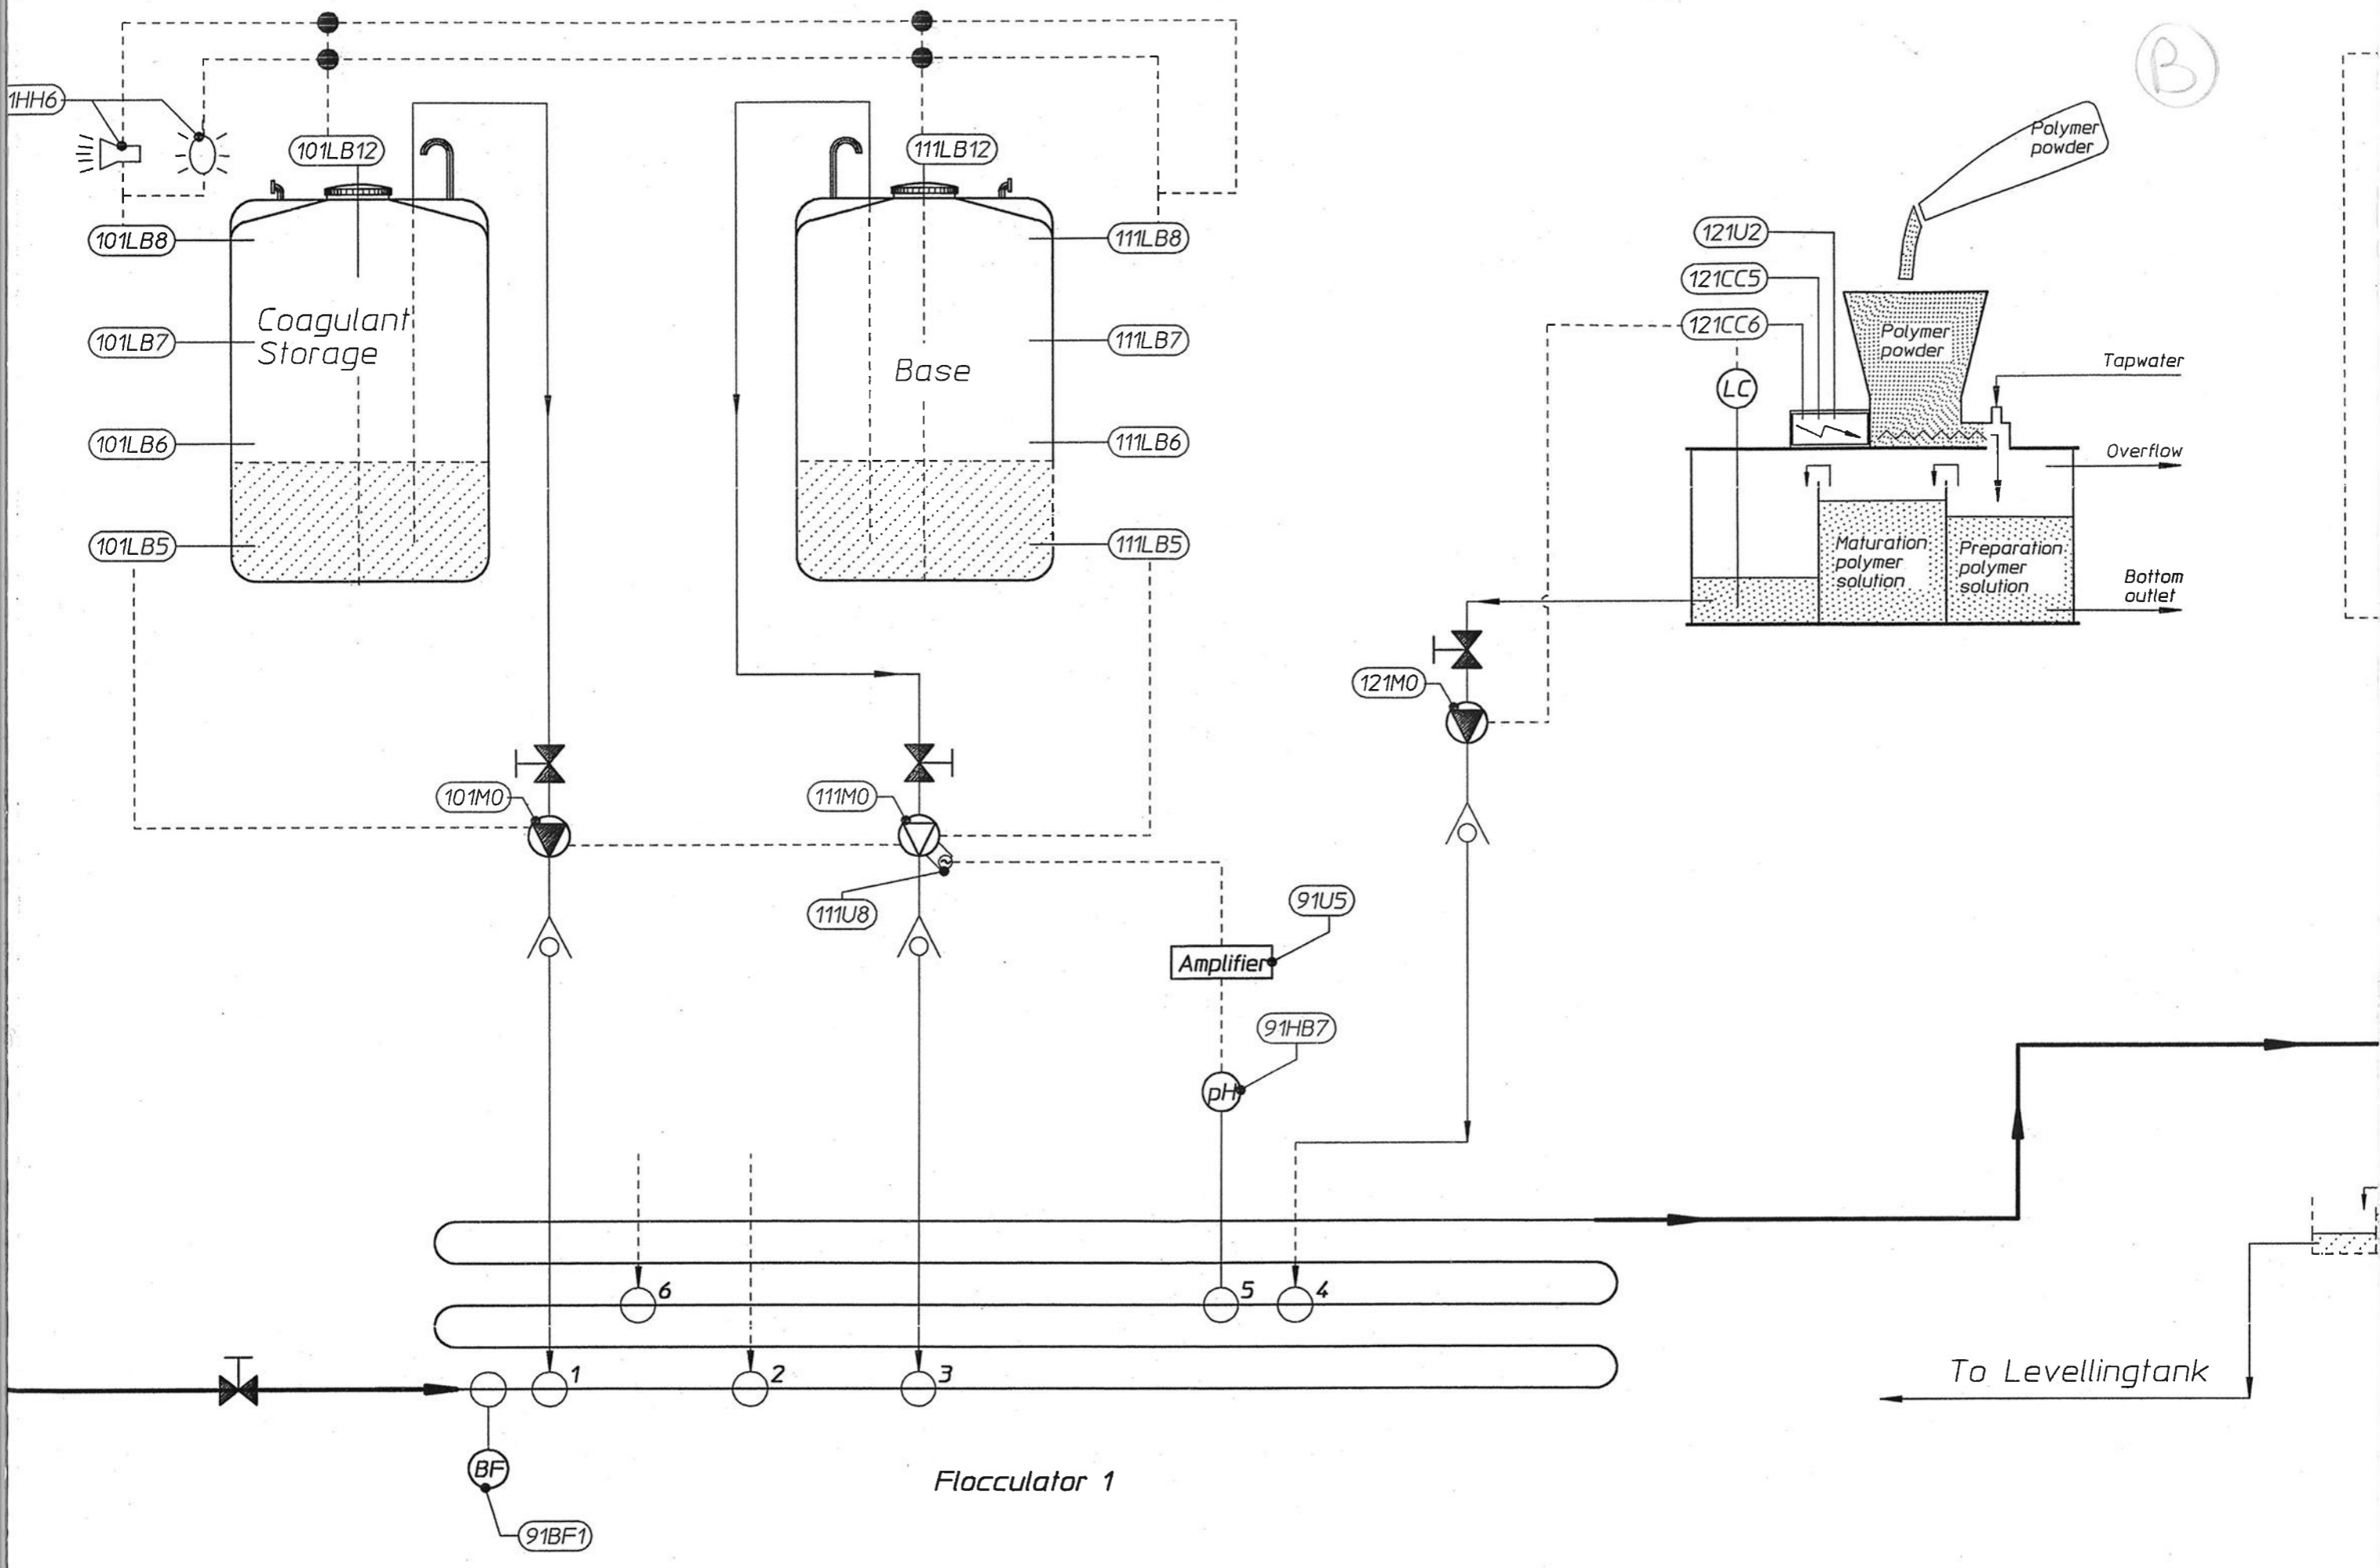 B
1HH6
101LB12
111LB12
Polymer
powder
101LB8
111LB8
121U2
121CC5
121CC6
LC
Coagulant
Storage
101LB7
111LB7
Base
Polymer
powder
Tapwater
101LB6
111LB6
Overflow
101LB5
111LB5
Maturation
polymer
solution
Preparation
polymer
solution
Bottom
outlet
121M0
101M0
111M0
111U8
91U5
Amplifier
91HB7
pH
6
5
4
1
2
3
To Levellingtank
BF
Flocculator 1
91BF1